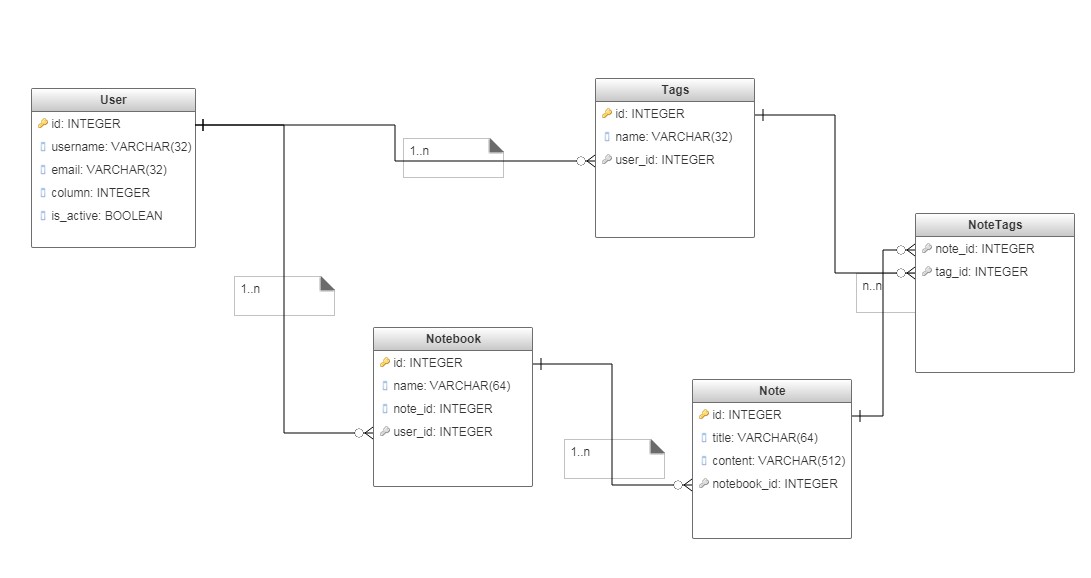 User
id: INTEGER
username: VARCHAR(32)
email: VARCHAR(32)
column: INTEGER
is_active: BOOLEAN
1..n
Tags
id: INTEGER
name: VARCHAR(32)
user_id: INTEGER
NoteTags
note_id: INTEGER
tag_id: INTEGER
n..n
1..n
Notebook
id: INTEGER
name: VARCHAR(64)
note_id: INTEGER
user_id: INTEGER
1..n
Note
id: INTEGER
title: VARCHAR(64)
content: VARCHAR(512)
notebook_id: INTEGER